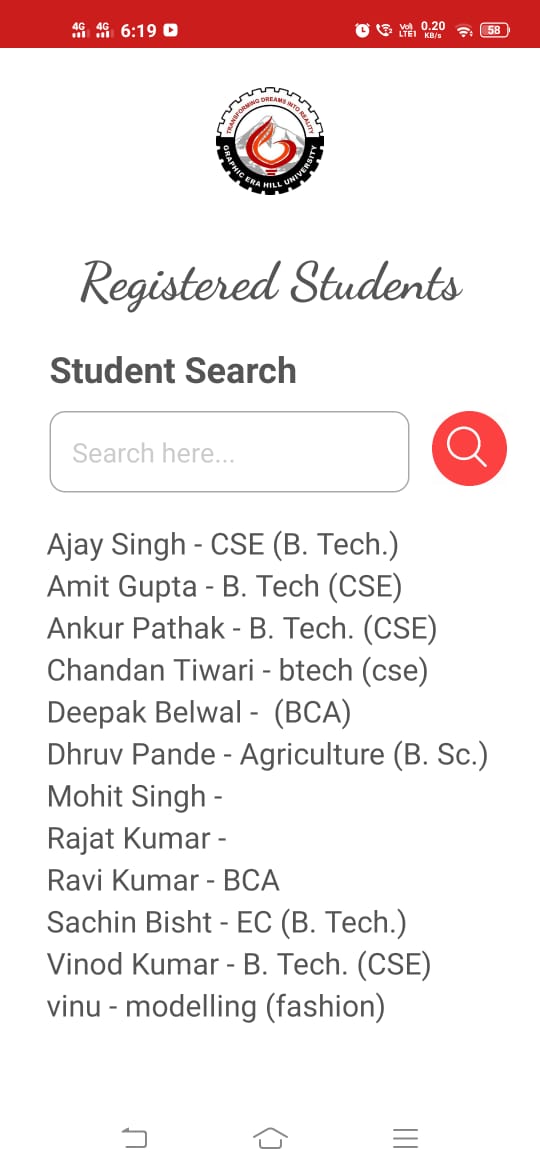 4G 4G 6:19 Vo) LTE1 0.20 KB/s 58
TRANSFORMING DREAMS INTO REALITY
GRAPHIC ERA HILL UNIVERSITY
Registered Students
Student Search
Search here...
Ajay Singh - CSE (B. Tech.)
Amit Gupta - B. Tech (CSE)
Ankur Pathak - B. Tech. (CSE)
Chandan Tiwari - btech (cse)
Deepak Belwal -  (BCA)
Dhruv Pande - Agriculture (B. Sc.)
Mohit Singh -
Rajat Kumar -
Ravi Kumar - BCA
Sachin Bisht - EC (B. Tech.)
Vinod Kumar - B. Tech. (CSE)
vinu - modelling (fashion)